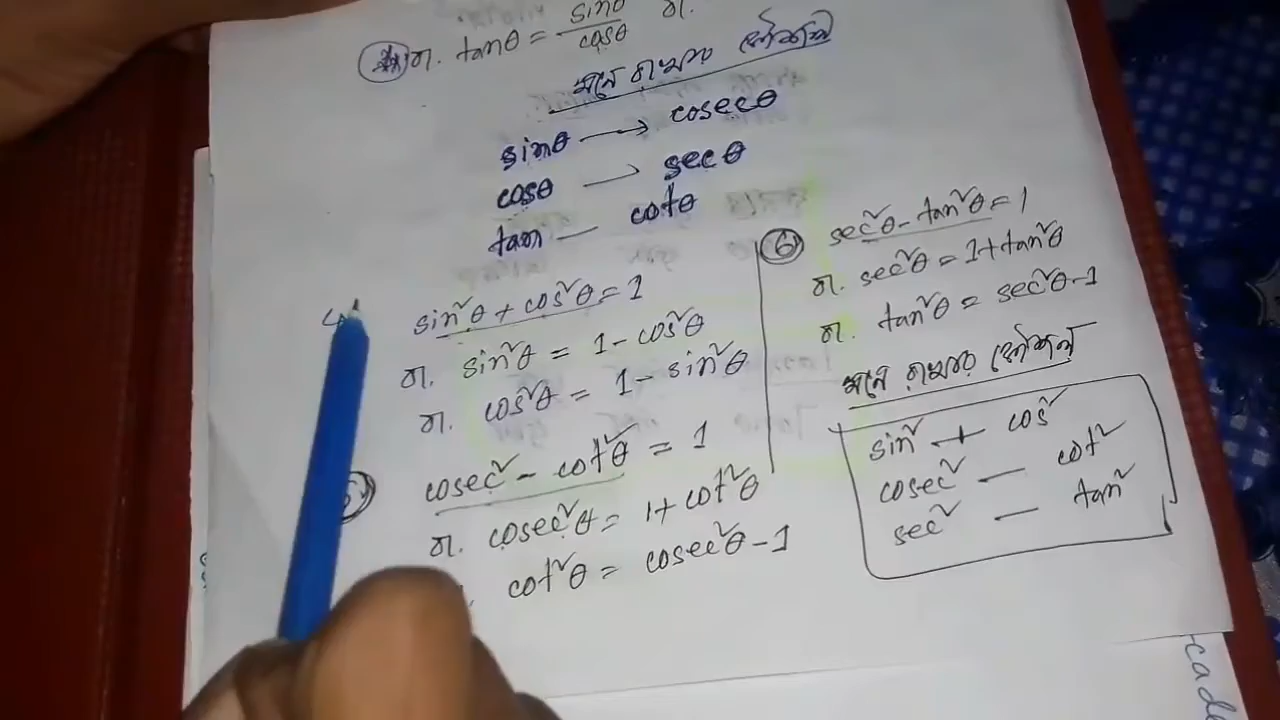 বা. tanθ = sinθ/cosθ বা.
মনে রাখার কৌশল
sinθ → cosecθ
cosθ → secθ
tan — cotθ
sin²θ + cos²θ = 1
বা. sin²θ = 1 - cos²θ
বা. cos²θ = 1 - sin²θ
cosec² - cot²θ = 1
বা. cosec²θ = 1 + cot²θ
cot²θ = cosec²θ - 1
⑥ sec²θ - tan²θ = 1
বা. sec²θ = 1 + tan²θ
বা. tan²θ = sec²θ - 1
মনে রাখার কৌশল
sin² + cos²
cosec² — cot²
sec² — tan²